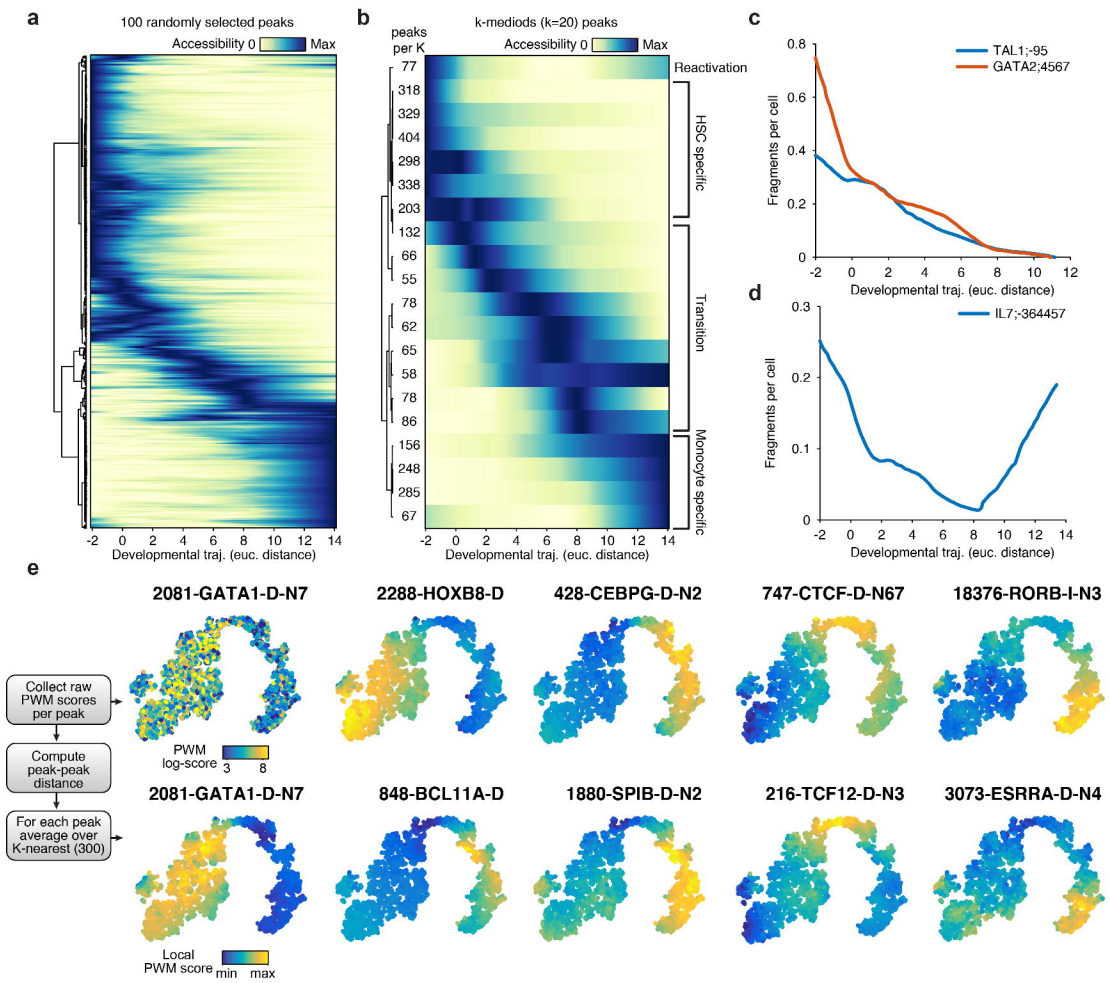 a
100 randomly selected peaks
Accessibility 0 Max
-2 0 2 4 6 8 10 12 14
Developmental traj. (euc. distance)
b
k-mediods (k=20) peaks
peaks
per K
Accessibility 0 Max
77
318
329
404
298
338
203
132
66
55
78
62
65
58
78
86
156
248
285
67
Reactivation
HSC specific
Transition
Monocyte specific
-2 0 2 4 6 8 10 12 14
Developmental traj. (euc. distance)
c
TAL1;-95
GATA2;4567
Fragments per cell
0.8
0.6
0.4
0.2
0
-2 0 2 4 6 8 10 12
Developmental traj. (euc. distance)
d
IL7;-364457
Fragments per cell
0.3
0.2
0.1
0
-2 0 2 4 6 8 10 12 14
Developmental traj. (euc. distance)
e
2081-GATA1-D-N7
2288-HOXB8-D
428-CEBPG-D-N2
747-CTCF-D-N67
18376-RORB-I-N3
Collect raw
PWM scores
per peak
PWM
log-score
3 8
Compute
peak-peak
distance
For each peak
average over
K-nearest (300)
2081-GATA1-D-N7
848-BCL11A-D
1880-SPIB-D-N2
216-TCF12-D-N3
3073-ESRRA-D-N4
Local
PWM score
min max